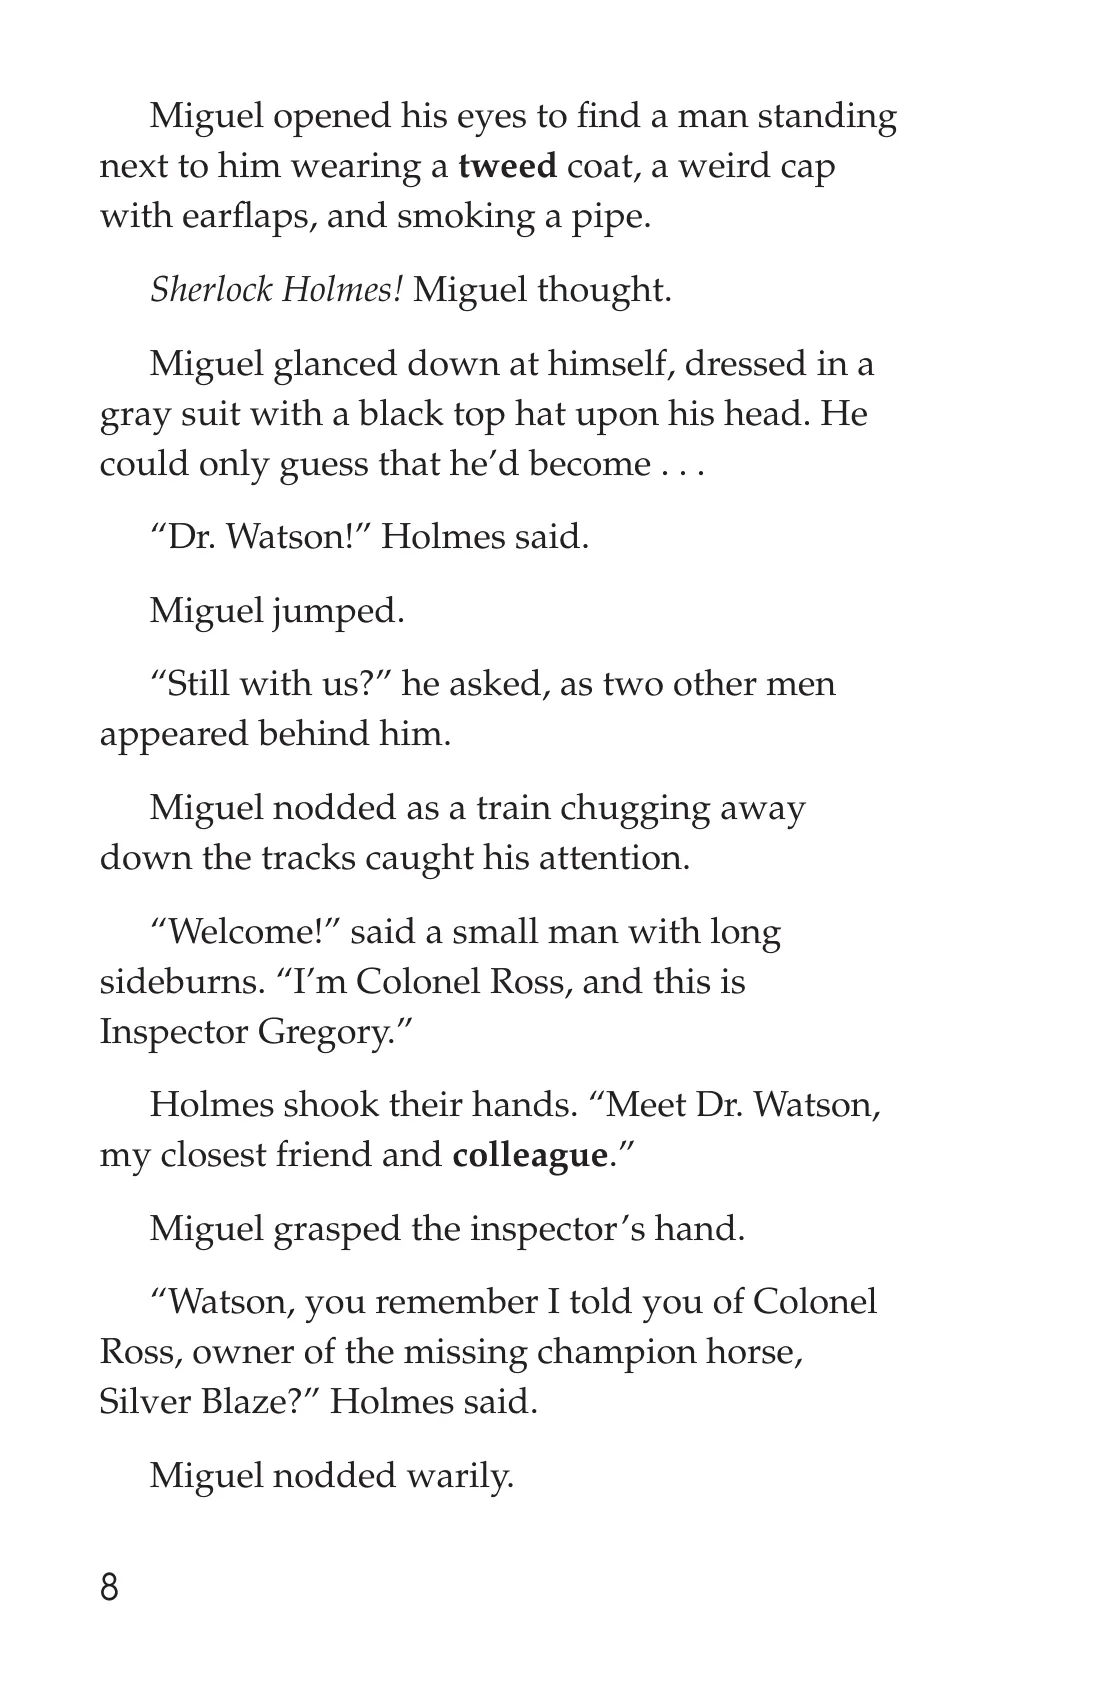 Miguel opened his eyes to find a man standing
next to him wearing a tweed coat, a weird cap
with earflaps, and smoking a pipe.
Sherlock Holmes! Miguel thought.
Miguel glanced down at himself, dressed in a
gray suit with a black top hat upon his head. He
could only guess that he’d become . . .
“Dr. Watson!” Holmes said.
Miguel jumped.
“Still with us?” he asked, as two other men
appeared behind him.
Miguel nodded as a train chugging away
down the tracks caught his attention.
“Welcome!” said a small man with long
sideburns. “I’m Colonel Ross, and this is
Inspector Gregory.”
Holmes shook their hands. “Meet Dr. Watson,
my closest friend and colleague.”
Miguel grasped the inspector’s hand.
“Watson, you remember I told you of Colonel
Ross, owner of the missing champion horse,
Silver Blaze?” Holmes said.
Miguel nodded warily.
8